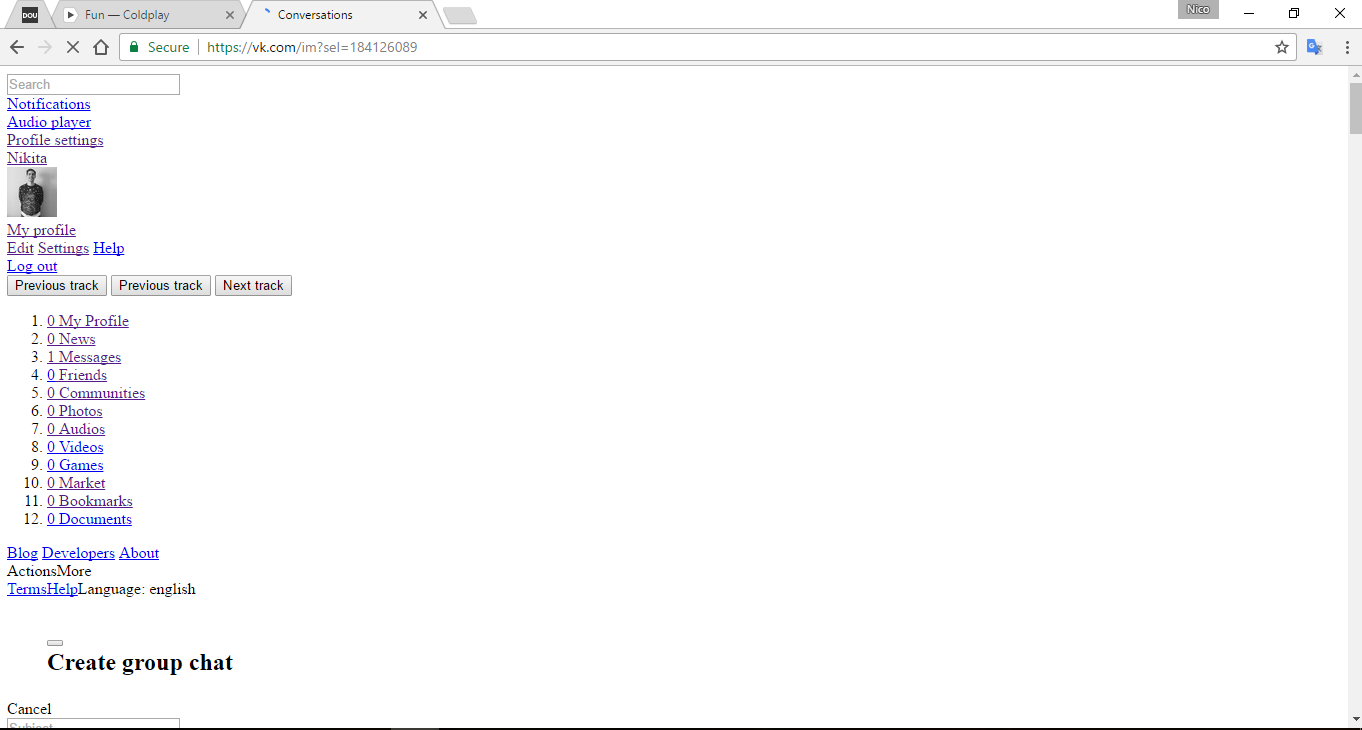 DOU Fun — Coldplay Conversations Nico
Secure https://vk.com/im?sel=184126089
Search
Notifications
Audio player
Profile settings
Nikita
My profile
Edit Settings Help
Log out
Previous track Previous track Next track
1. 0 My Profile
2. 0 News
3. 1 Messages
4. 0 Friends
5. 0 Communities
6. 0 Photos
7. 0 Audios
8. 0 Videos
9. 0 Games
10. 0 Market
11. 0 Bookmarks
12. 0 Documents
Blog Developers About
ActionsMore
TermsHelpLanguage: english
Create group chat
Cancel
Subject